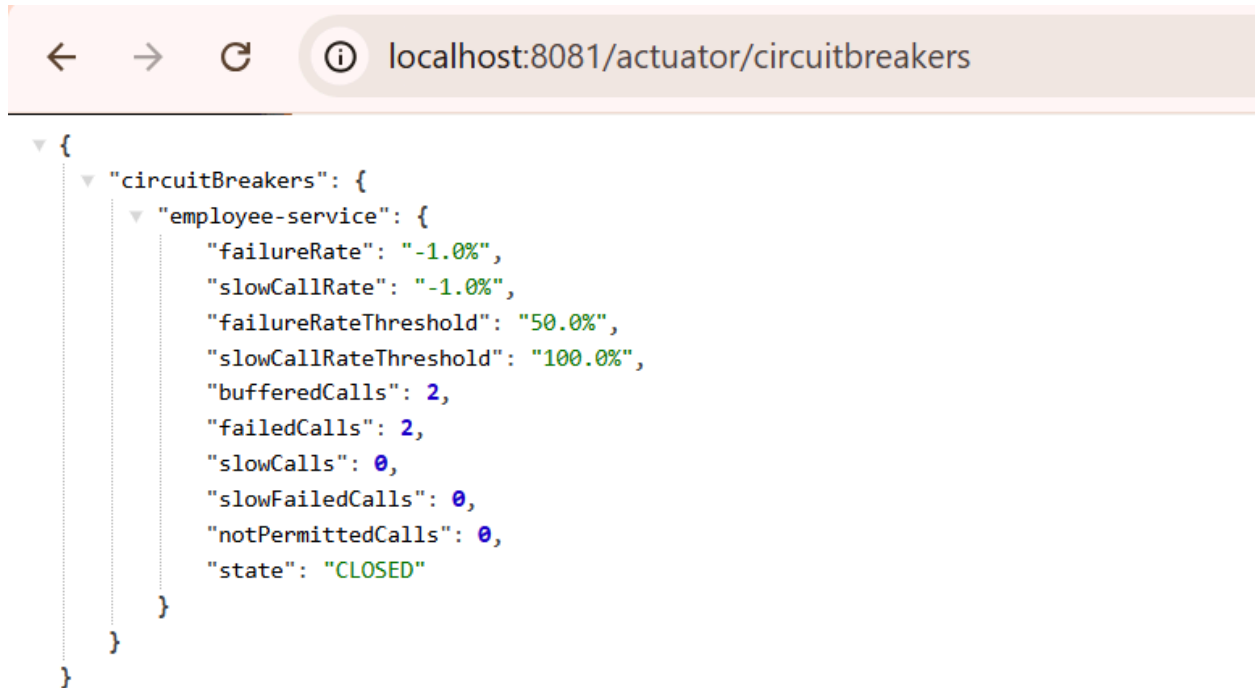 localhost:8081/actuator/circuitbreakers
{
"circuitBreakers": {
"employee-service": {
"failureRate": "-1.0%",
"slowCallRate": "-1.0%",
"failureRateThreshold": "50.0%",
"slowCallRateThreshold": "100.0%",
"bufferedCalls": 2,
"failedCalls": 2,
"slowCalls": 0,
"slowFailedCalls": 0,
"notPermittedCalls": 0,
"state": "CLOSED"
}
}
}